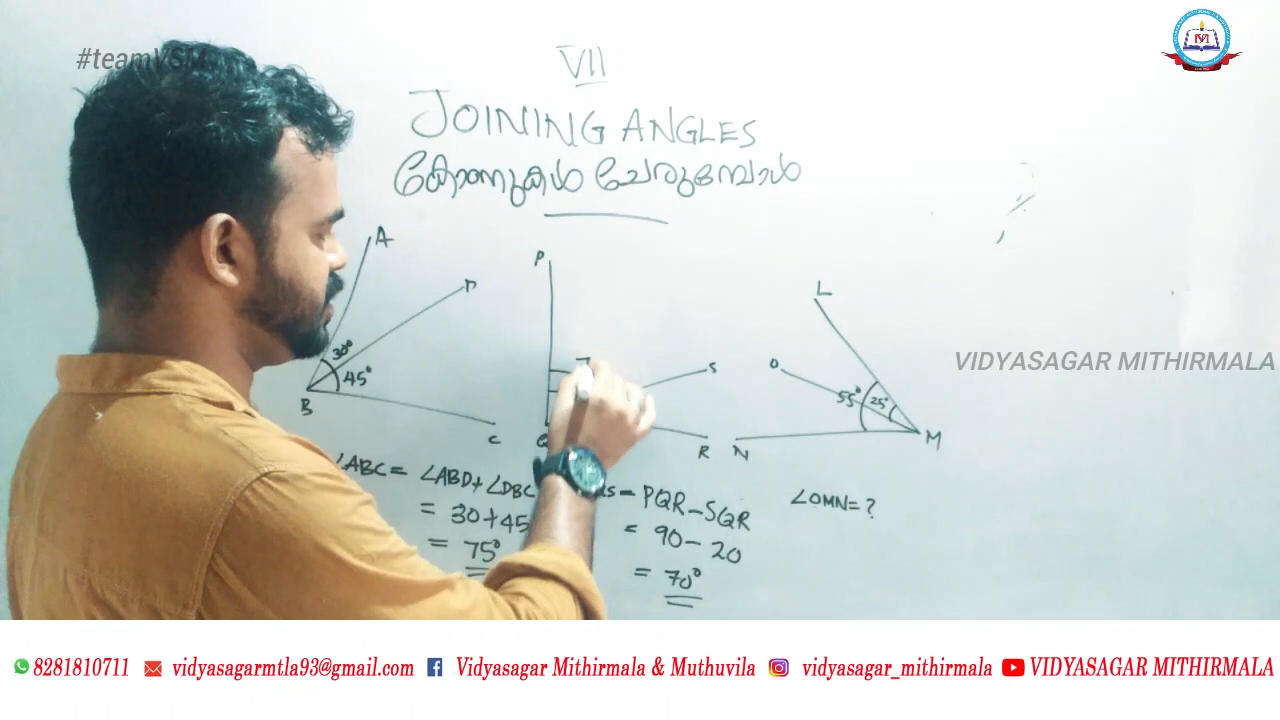 #teamVSM
VII
JOINING ANGLES
കോണുകൾ ചേരുമ്പോൾ
A
D
30°
45°
B
C
P
S
R
L
O
55°
25°
N
M
VIDYASAGAR MITHIRMALA
∠ABC = ∠ABD + ∠DBC
= 30+45
= 75°
= PQR - SQR
= 90 - 20
= 70°
∠OMN = ?
8281810711 vidyasagarmtla93@gmail.com Vidyasagar Mithirmala & Muthuvila vidyasagar_mithirmala VIDYASAGAR MITHIRMALA